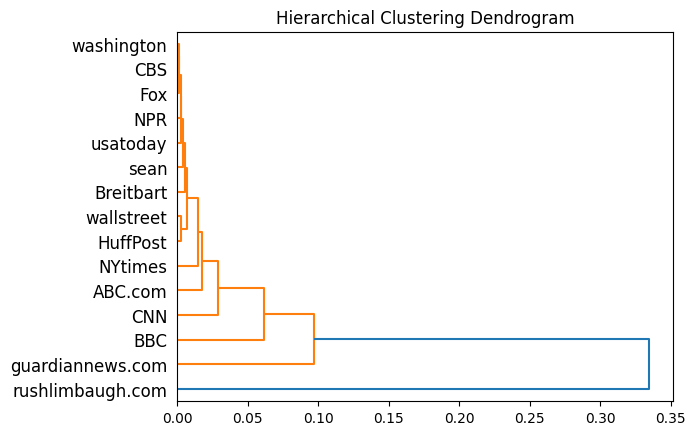 Hierarchical Clustering Dendrogram
washington
CBS
Fox
NPR
usatoday
sean
Breitbart
wallstreet
HuffPost
NYtimes
ABC.com
CNN
BBC
guardiannews.com
rushlimbaugh.com
0.00 0.05 0.10 0.15 0.20 0.25 0.30 0.35